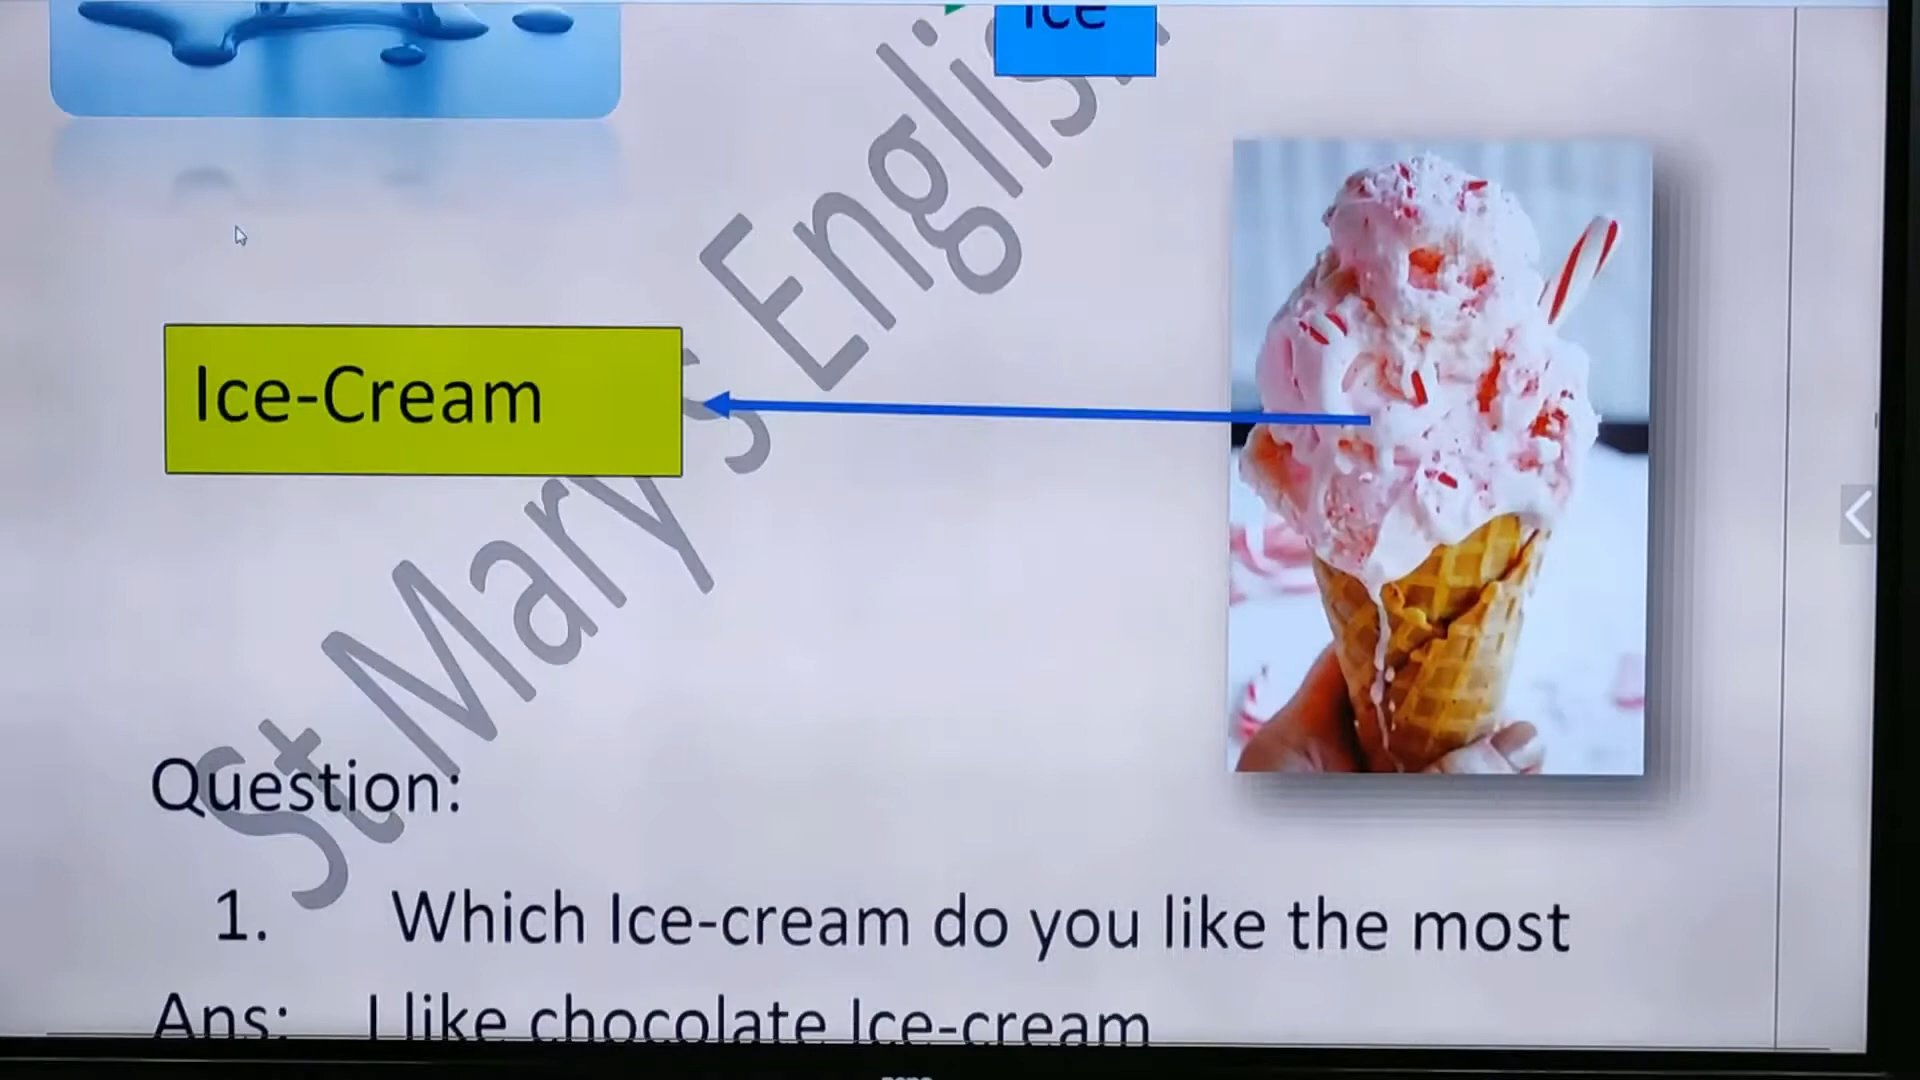 Ice
Ice-Cream
St Mary's English
Question:
1. Which Ice-cream do you like the most
Ans: I like chocolate Ice-cream